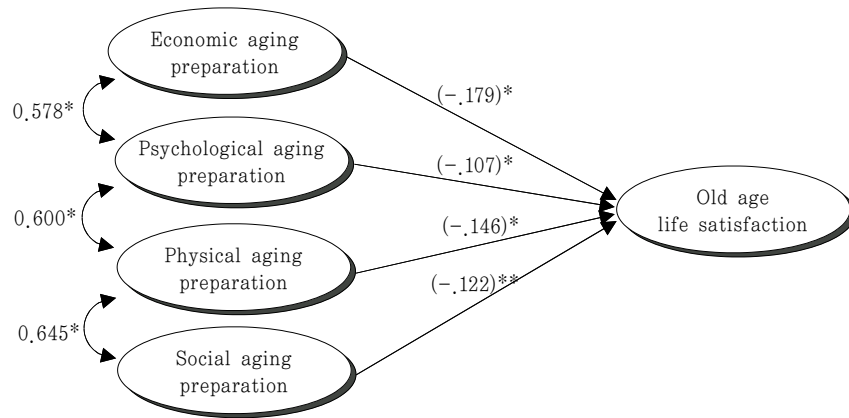 Economic aging
preparation
(-.179)*
0.578*
Psychological aging
preparation
(-.107)*
Old age
life satisfaction
0.600*
(-.146)*
Physical aging
preparation
(-.122)**
0.645*
Social aging
preparation